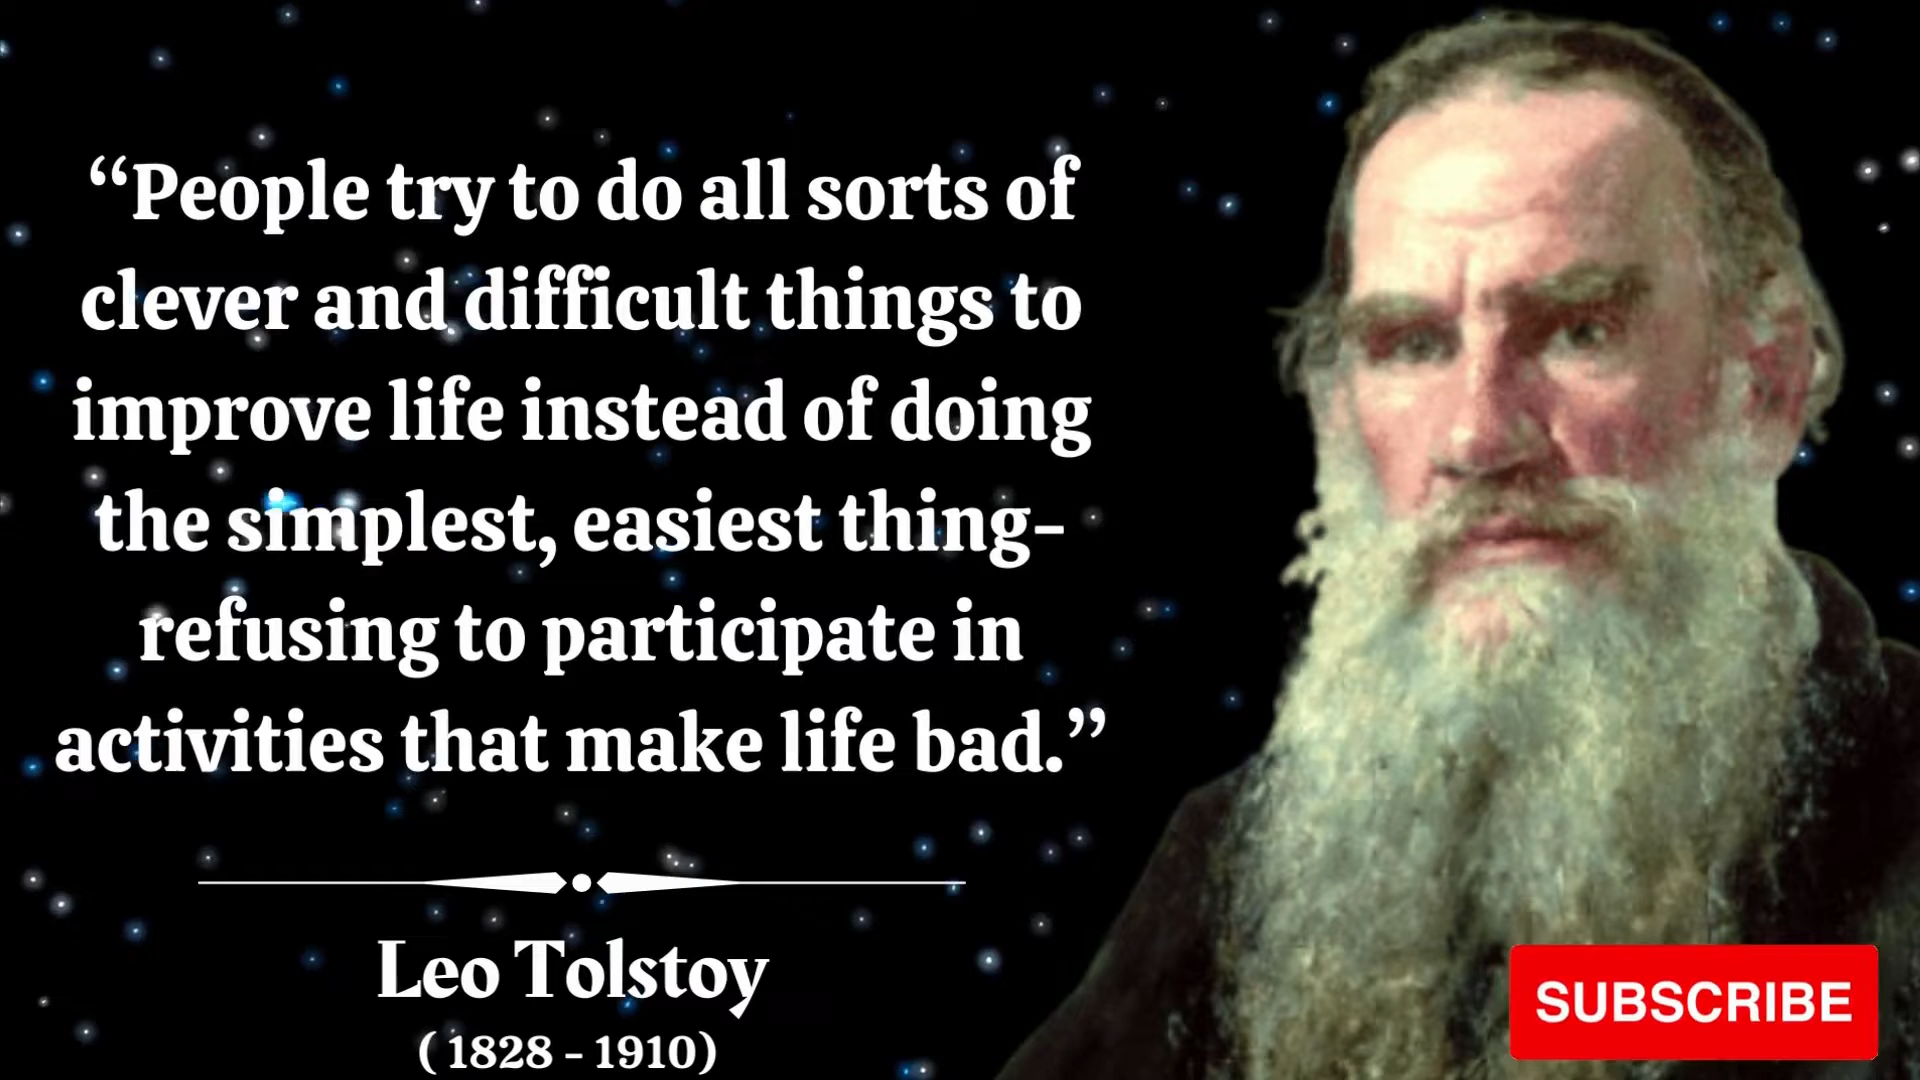 “People try to do all sorts of
clever and difficult things to
improve life instead of doing
the simplest, easiest thing-
refusing to participate in
activities that make life bad.”
Leo Tolstoy
( 1828 - 1910)
SUBSCRIBE